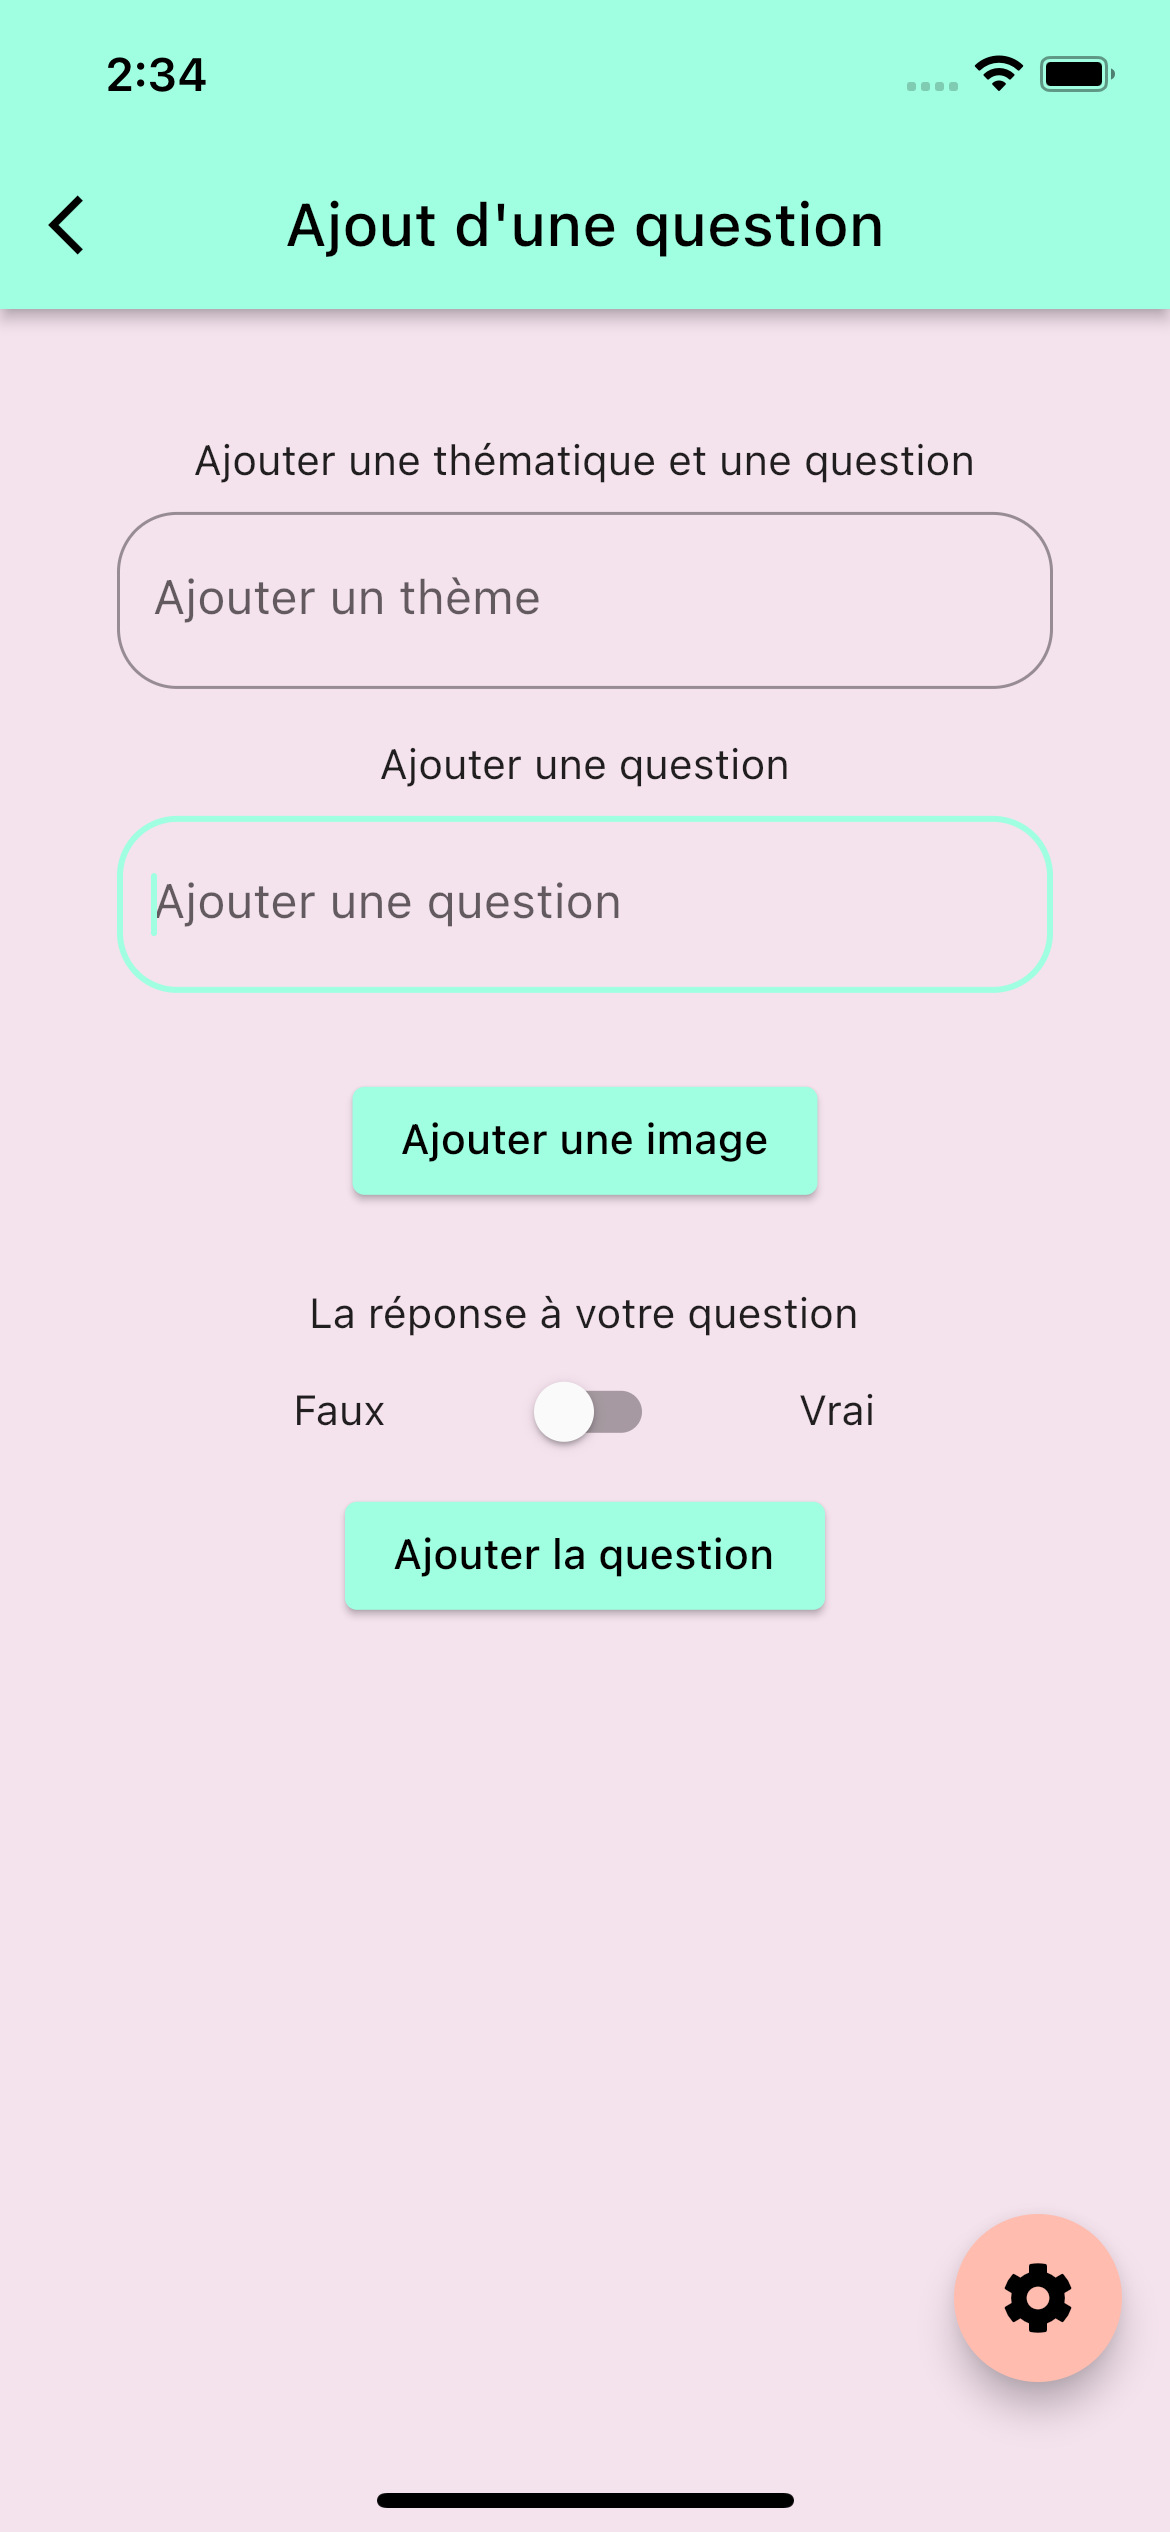 2:34
Ajout d'une question
Ajouter une thématique et une question
Ajouter un thème
Ajouter une question
Ajouter une question
Ajouter une image
La réponse à votre question
Faux Vrai
Ajouter la question